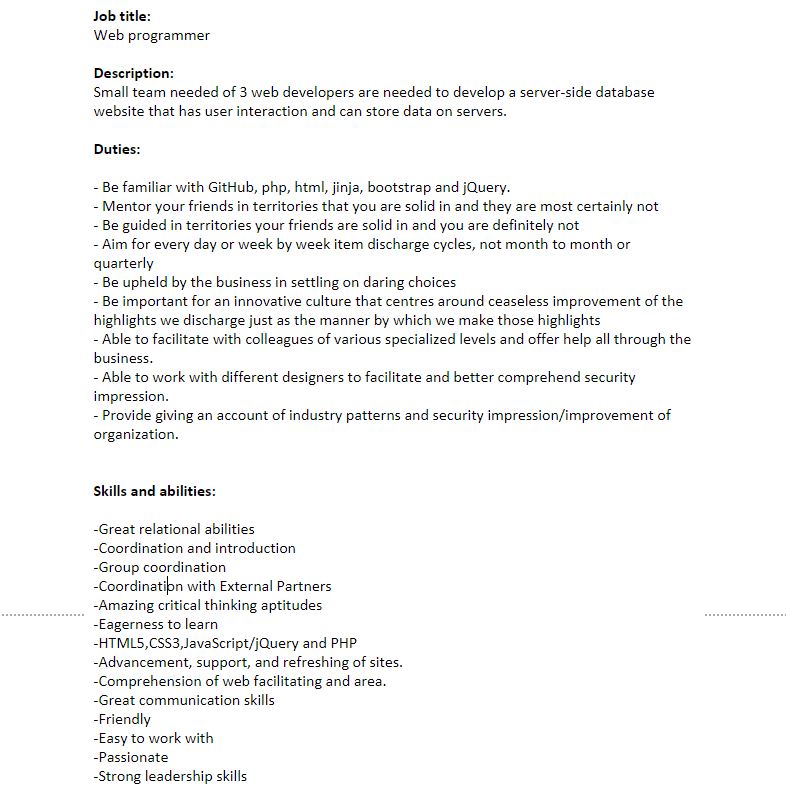 Job title:
Web programmer
Description:
Small team needed of 3 web developers are needed to develop a server-side database
website that has user interaction and can store data on servers.
Duties:
- Be familiar with GitHub, php, html, jinja, bootstrap and jQuery.
- Mentor your friends in territories that you are solid in and they are most certainly not
- Be guided in territories your friends are solid in and you are definitely not
- Aim for every day or week by week item discharge cycles, not month to month or
quarterly
- Be upheld by the business in settling on daring choices
- Be important for an innovative culture that centres around ceaseless improvement of the
highlights we discharge just as the manner by which we make those highlights
- Able to facilitate with colleagues of various specialized levels and offer help all through the
business.
- Able to work with different designers to facilitate and better comprehend security
impression.
- Provide giving an account of industry patterns and security impression/improvement of
organization.
Skills and abilities:
-Great relational abilities
-Coordination and introduction
-Group coordination
-Coordination with External Partners
-Amazing critical thinking aptitudes
-Eagerness to learn
-HTML5,CSS3,JavaScript/jQuery and PHP
-Advancement, support, and refreshing of sites.
-Comprehension of web facilitating and area.
-Great communication skills
-Friendly
-Easy to work with
-Passionate
-Strong leadership skills